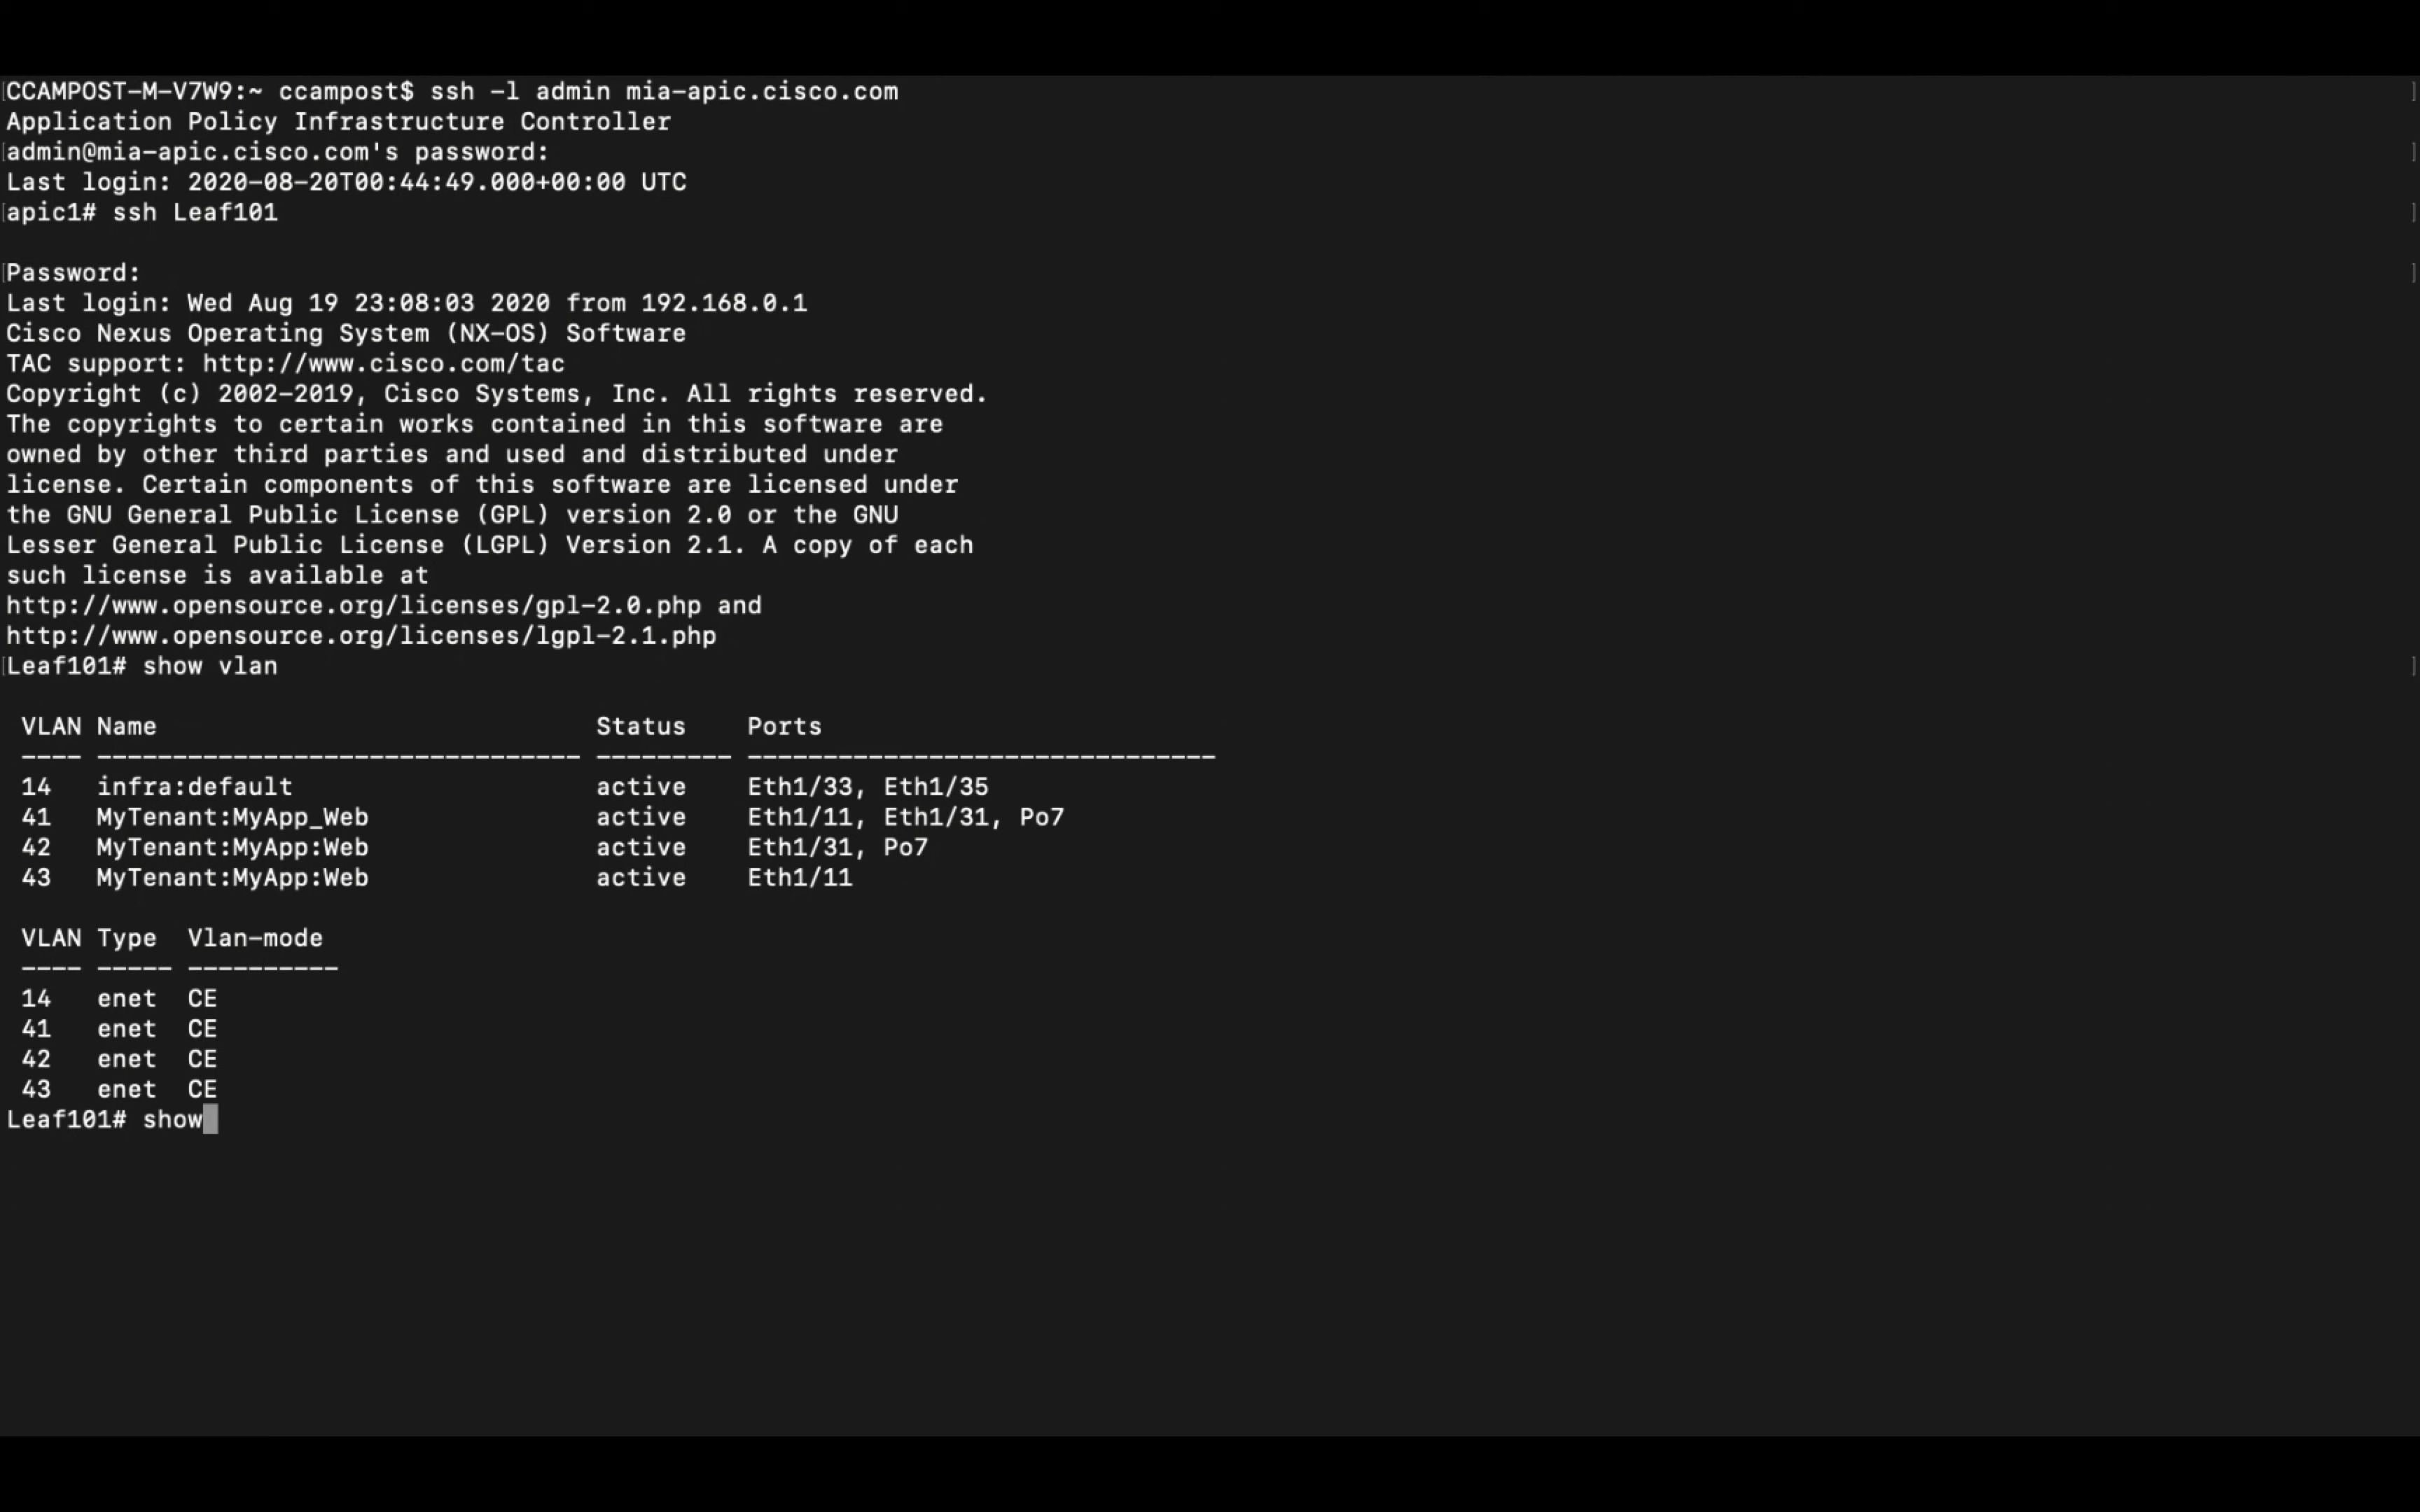 CCAMPOST-M-V7W9:~ ccampost$ ssh -l admin mia-apic.cisco.com
Application Policy Infrastructure Controller
admin@mia-apic.cisco.com's password:
Last login: 2020-08-20T00:44:49.000+00:00 UTC
apic1# ssh Leaf101
Password:
Last login: Wed Aug 19 23:08:03 2020 from 192.168.0.1
Cisco Nexus Operating System (NX-OS) Software
TAC support: http://www.cisco.com/tac
Copyright (c) 2002-2019, Cisco Systems, Inc. All rights reserved.
The copyrights to certain works contained in this software are
owned by other third parties and used and distributed under
license. Certain components of this software are licensed under
the GNU General Public License (GPL) version 2.0 or the GNU
Lesser General Public License (LGPL) Version 2.1. A copy of each
such license is available at
http://www.opensource.org/licenses/gpl-2.0.php and
http://www.opensource.org/licenses/lgpl-2.1.php
Leaf101# show vlan
VLAN Name                             Status    Ports
---- -------------------------------- --------- -------------------------------
14   infra:default                    active    Eth1/33, Eth1/35
41   MyTenant:MyApp_Web               active    Eth1/11, Eth1/31, Po7
42   MyTenant:MyApp:Web               active    Eth1/31, Po7
43   MyTenant:MyApp:Web               active    Eth1/11
VLAN Type  Vlan-mode
---- ----- ----------
14   enet  CE
41   enet  CE
42   enet  CE
43   enet  CE
Leaf101# show